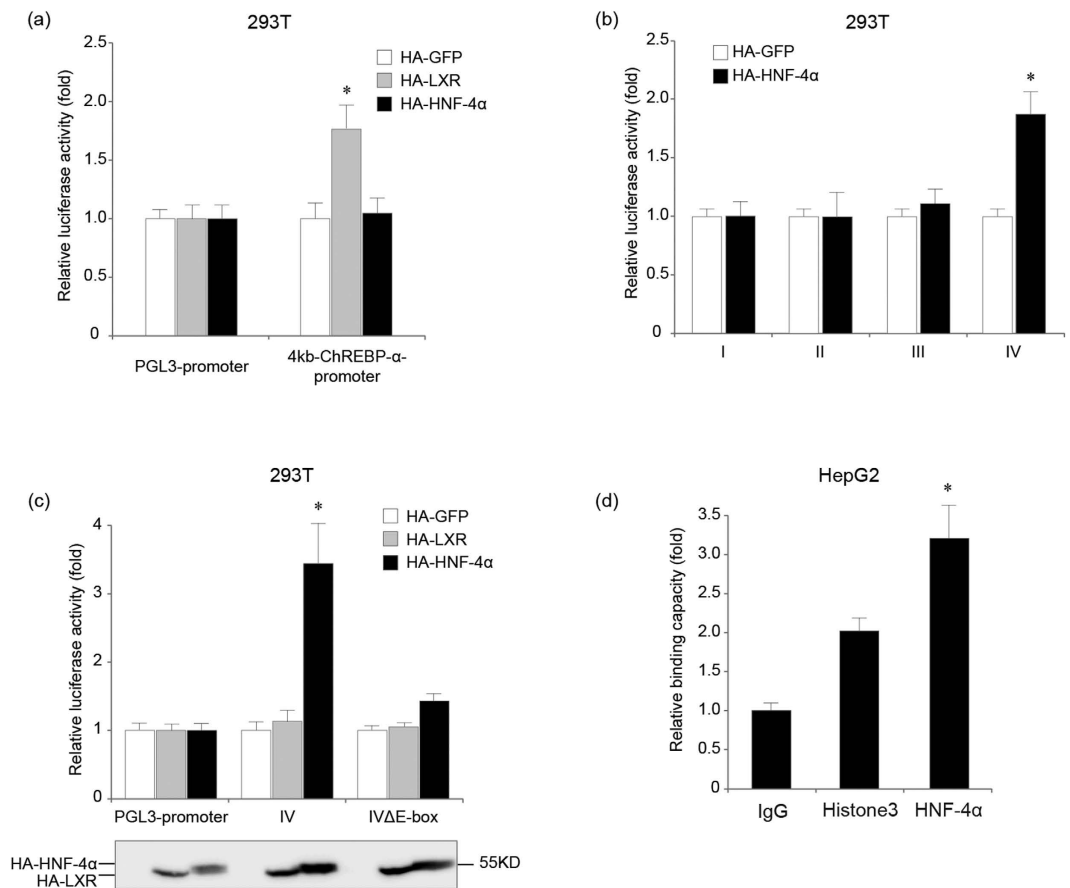 (a)
293T
Relative luciferase activity (fold)
2.5
2.0
1.5
1.0
0.5
0
HA-GFP
HA-LXR
HA-HNF-4α
*
PGL3-promoter
4kb-ChREBP-α-
promoter
(b)
293T
Relative luciferase activity (fold)
2.5
2.0
1.5
1.0
0.5
0
HA-GFP
HA-HNF-4α
*
I
II
III
IV
(c)
293T
Relative luciferase activity (fold)
4
3
2
1
0
HA-GFP
HA-LXR
HA-HNF-4α
*
PGL3-promoter
IV
IVΔE-box
HA-HNF-4α
HA-LXR
55KD
(d)
HepG2
Relative binding capacity (fold)
3.5
3.0
2.5
2.0
1.0
0.5
0
*
IgG
Histone3
HNF-4α